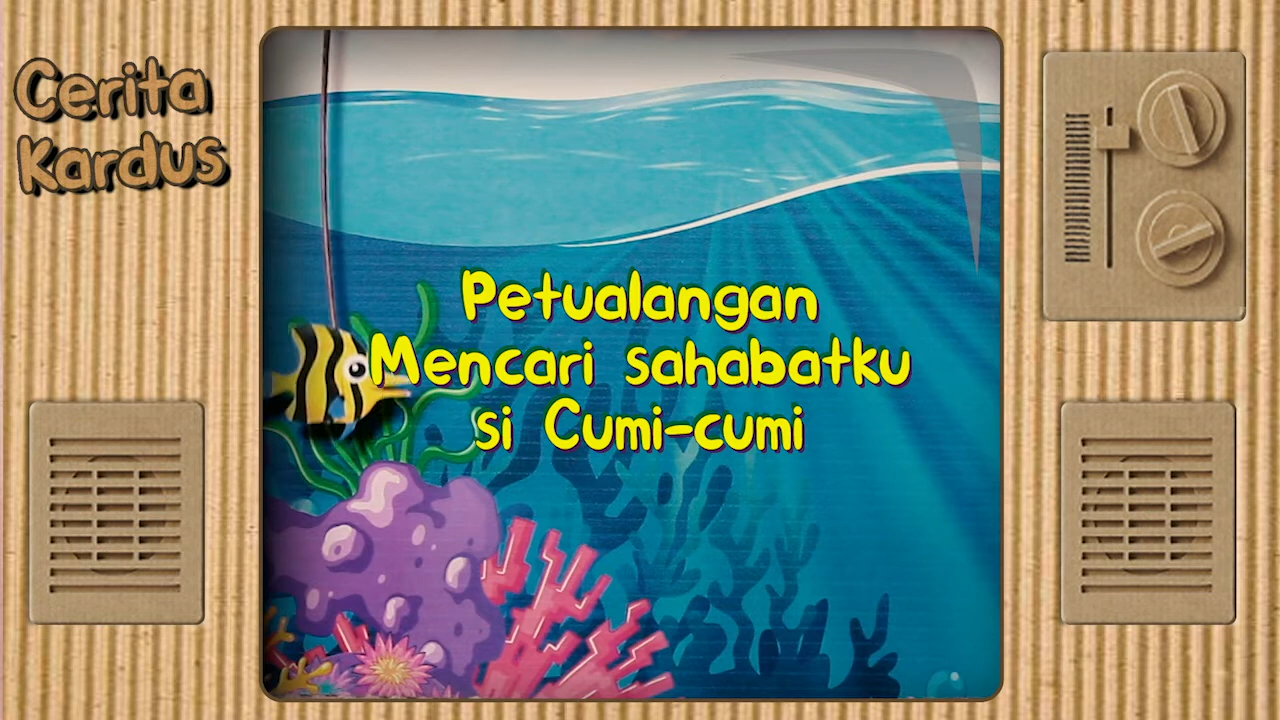 Cerita
Kardus
Petualangan
Mencari sahabatku
si Cumi-cumi